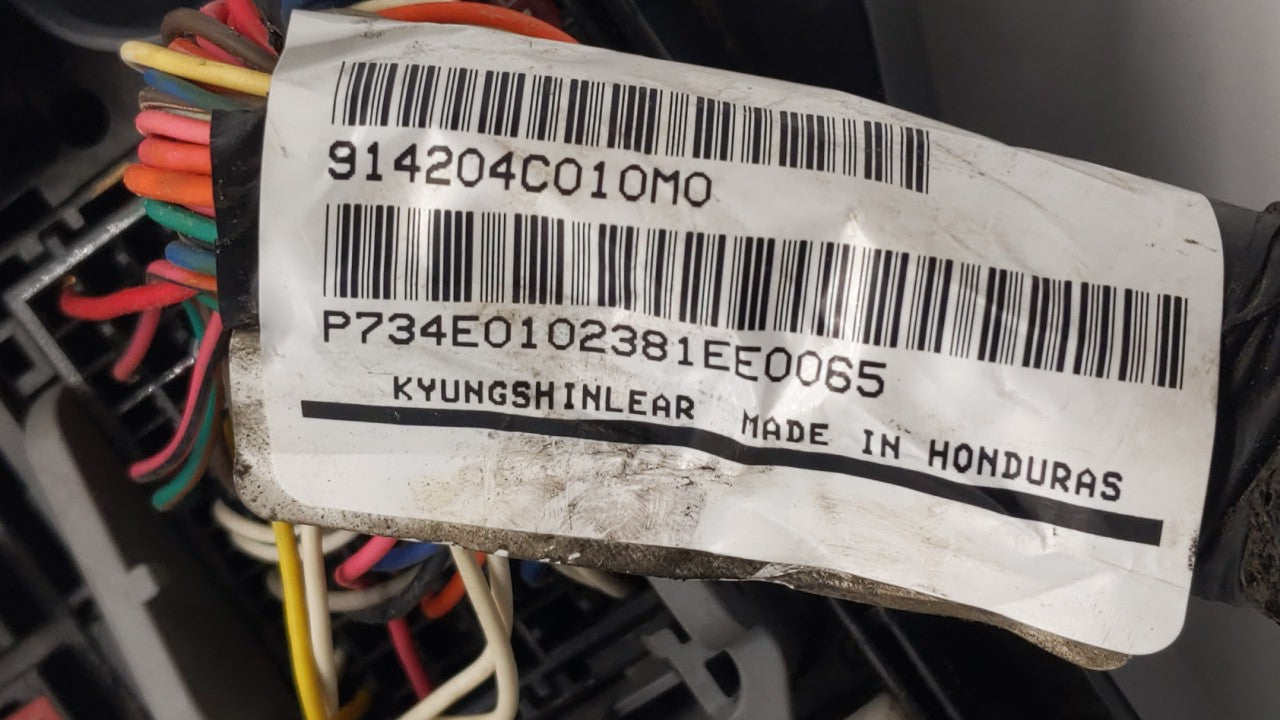 914204C010M0
P734E0102381EE0065
KYUNGSHINLEAR MADE IN HONDURAS